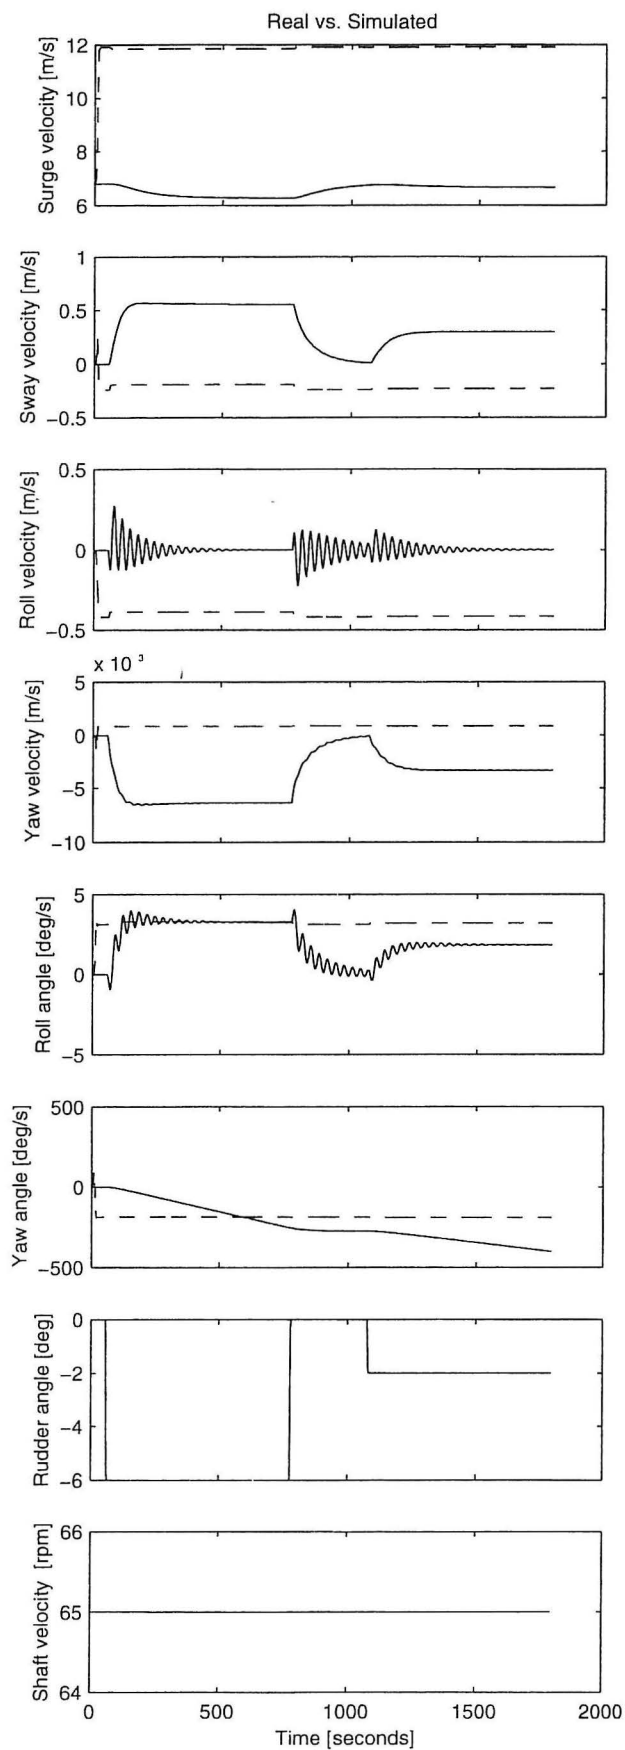 Real vs. Simulated
Surge velocity [m/s]
12
10
8
6
Sway velocity [m/s]
1
0.5
0
−0.5
Roll velocity [m/s]
0.5
0
−0.5
x 10 ³
Yaw velocity [m/s]
5
0
−5
−10
Roll angle [deg/s]
5
0
−5
Yaw angle [deg/s]
500
0
−500
Rudder angle [deg]
0
−2
−4
−6
Shaft velocity [rpm]
66
65
64
0 500 1000 1500 2000
Time [seconds]